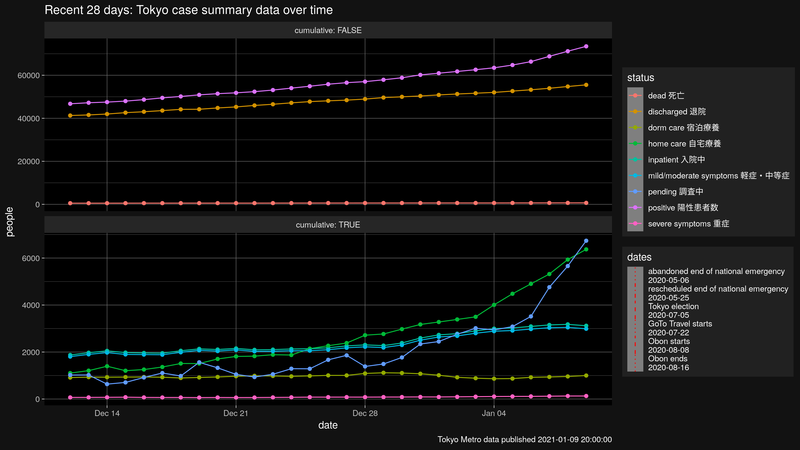 Recent 28 days: Tokyo case summary data over time
cumulative: FALSE
60000
40000
20000
0
cumulative: TRUE
6000
4000
2000
0
people
Dec 14
Dec 21
Dec 28
Jan 04
date
Tokyo Metro data published 2021-01-09 20:00:00
status
dead 死亡
discharged 退院
dorm care 宿泊療養
home care 自宅療養
inpatient 入院中
mild/moderate symptoms 軽症・中等症
pending 調査中
positive 陽性患者数
severe symptoms 重症
dates
abandoned end of national emergency
2020-05-06
rescheduled end of national emergency
2020-05-25
Tokyo election
2020-07-05
GoTo Travel starts
2020-07-22
Obon starts
2020-08-08
Obon ends
2020-08-16